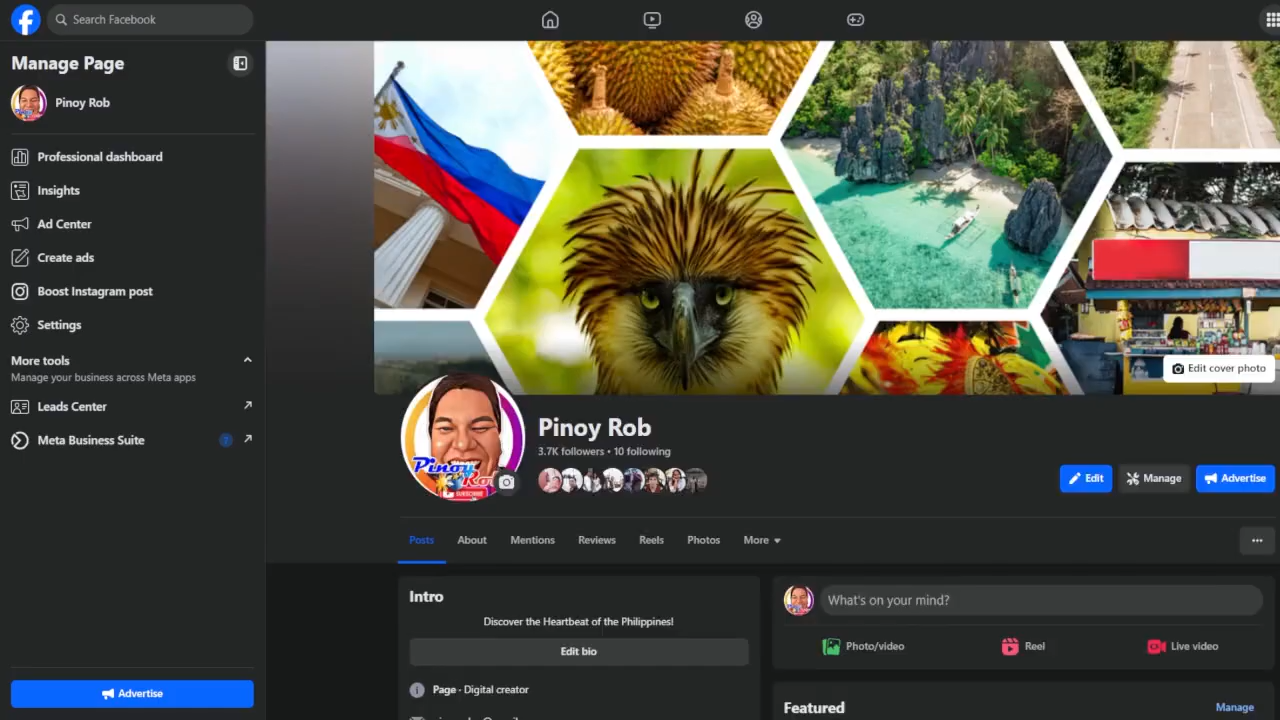 Search Facebook
Manage Page
Pinoy Rob
Professional dashboard
Insights
Ad Center
Create ads
Boost Instagram post
Settings
More tools
Manage your business across Meta apps
Leads Center
Meta Business Suite
Advertise
Edit cover photo
Pinoy
Pinoy Rob
3.7K followers • 10 following
Edit
Manage
Advertise
Posts
About
Mentions
Reviews
Reels
Photos
More
Intro
Discover the Heartbeat of the Philippines!
Edit bio
Page · Digital creator
What's on your mind?
Photo/video
Reel
Live video
Featured
Manage